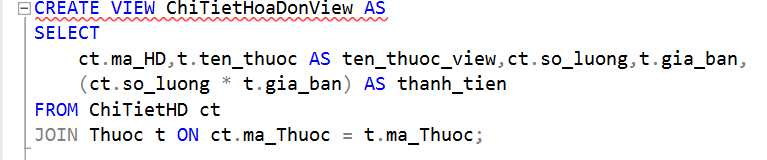 CREATE VIEW ChiTietHoaDonView AS
SELECT
ct.ma_HD,t.ten_thuoc AS ten_thuoc_view,ct.so_luong,t.gia_ban,
(ct.so_luong * t.gia_ban) AS thanh_tien
FROM ChiTietHD ct
JOIN Thuoc t ON ct.ma_Thuoc = t.ma_Thuoc;